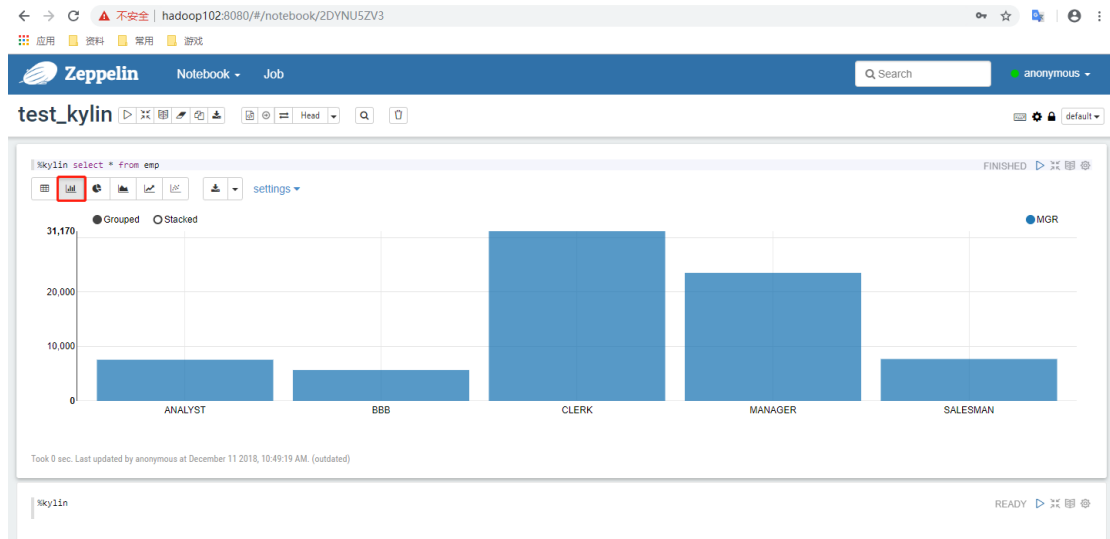 不安全 | hadoop102:8080/#/notebook/2DYNU5ZV3
应用 资料 常用 游戏
Zeppelin Notebook Job Search anonymous
test_kylin Head default
%kylin select * from emp FINISHED
settings
Grouped Stacked MGR
31,170
20,000
10,000
0
ANALYST BBB CLERK MANAGER SALESMAN
Took 0 sec. Last updated by anonymous at December 11 2018, 10:49:19 AM. (outdated)
%kylin READY